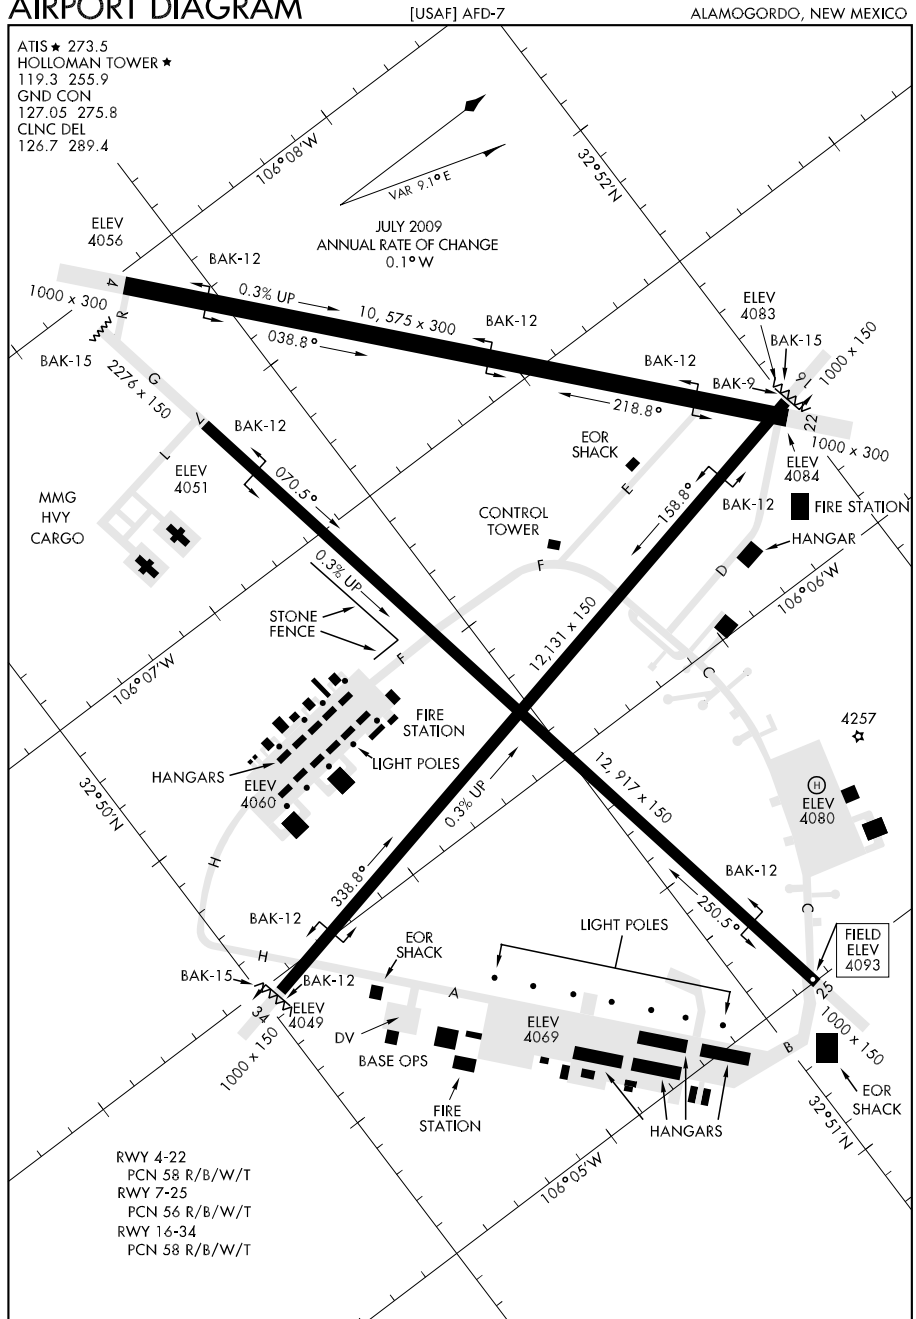 AIRPORT DIAGRAM
[USAF] AFD-7
ALAMOGORDO, NEW MEXICO
ATIS ★ 273.5
HOLLOMAN TOWER ★
119.3 255.9
GND CON
127.05 275.8
CLNC DEL
126.7 289.4
106°08'W
32°52'N
VAR 9.1° E
JULY 2009
ANNUAL RATE OF CHANGE
0.1° W
ELEV
4056
BAK-12
4
1000 x 300
R
0.3% UP
10, 575 x 300
038.8°
BAK-12
ELEV
4083
BAK-15
1000 x 150
BAK-15
2276 x 150
G
BAK-12
BAK-9
16
218.8°
22
1000 x 300
7
BAK-12
L
ELEV
4051
070.5°
EOR
SHACK
E
ELEV
4084
158.8°
BAK-12
FIRE STATION
MMG
HVY
CARGO
CONTROL
TOWER
HANGAR
F
D
0.3% UP
106°06'W
STONE
FENCE
12,131 x 150
F
C
106°07'W
FIRE
STATION
4257
HANGARS
LIGHT POLES
ELEV
4060
12, 917 x 150
H
ELEV
4080
32°50'N
0.3% UP
H
338.8°
BAK-12
250.5°
C
BAK-12
LIGHT POLES
FIELD
ELEV
4093
EOR
SHACK
H
BAK-15
BAK-12
A
25
34
ELEV
4049
1000 x 150
DV
ELEV
4069
BASE OPS
B
1000 x 150
FIRE
STATION
HANGARS
EOR
SHACK
32°51'N
106°05'W
RWY 4-22
PCN 58 R/B/W/T
RWY 7-25
PCN 56 R/B/W/T
RWY 16-34
PCN 58 R/B/W/T